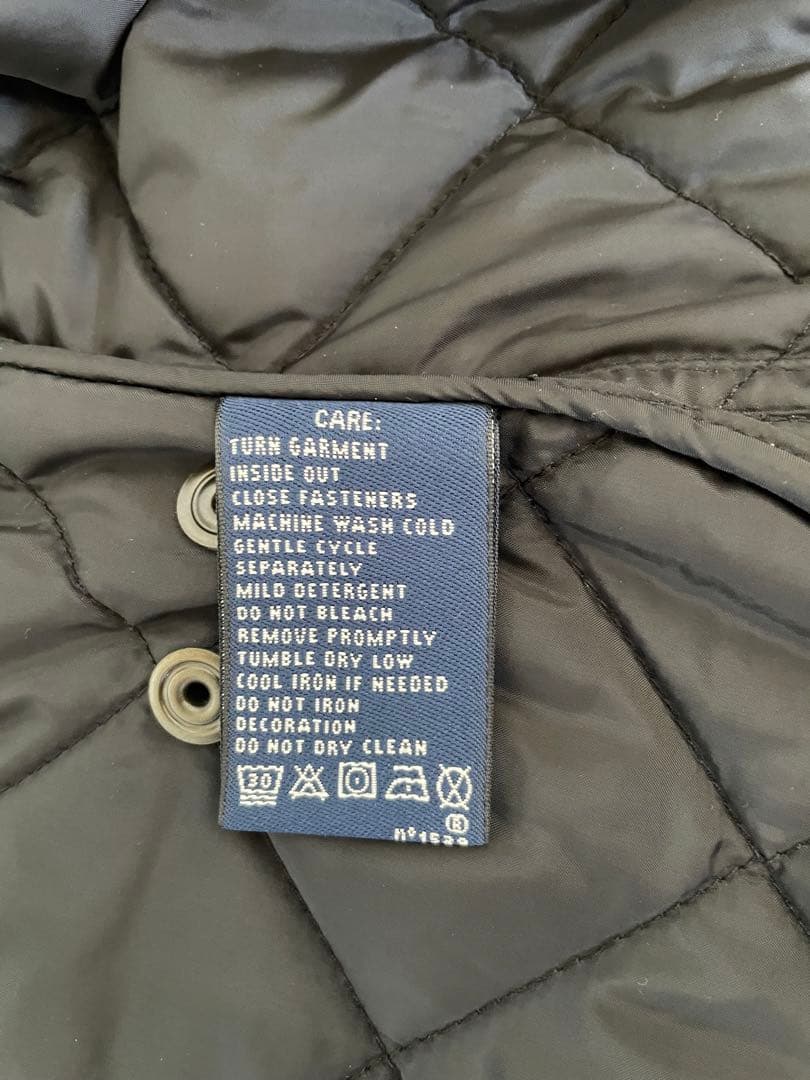 CARE:
TURN GARMENT
INSIDE OUT
CLOSE FASTENERS
MACHINE WASH COLD
GENTLE CYCLE
SEPARATELY
MILD DETERGENT
DO NOT BLEACH
REMOVE PROMPTLY
TUMBLE DRY LOW
COOL IRON IF NEEDED
DO NOT IRON
DECORATION
DO NOT DRY CLEAN
30
®